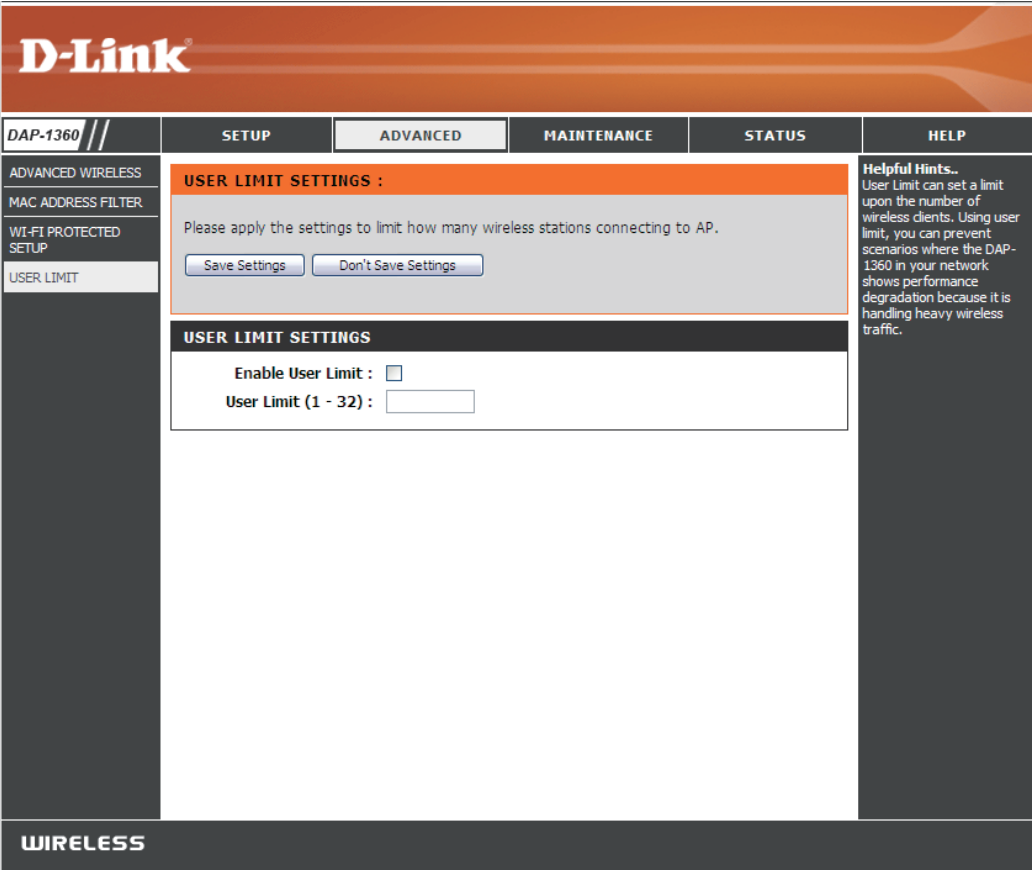 D-Link®
DAP-1360
SETUP
ADVANCED
MAINTENANCE
STATUS
HELP
ADVANCED WIRELESS
MAC ADDRESS FILTER
WI-FI PROTECTED
SETUP
USER LIMIT
USER LIMIT SETTINGS :
Please apply the settings to limit how many wireless stations connecting to AP.
Save Settings
Don't Save Settings
USER LIMIT SETTINGS
Enable User Limit :
User Limit (1 - 32) :
Helpful Hints..
User Limit can set a limit
upon the number of
wireless clients. Using user
limit, you can prevent
scenarios where the DAP-
1360 in your network
shows performance
degradation because it is
handling heavy wireless
traffic.
WIRELESS